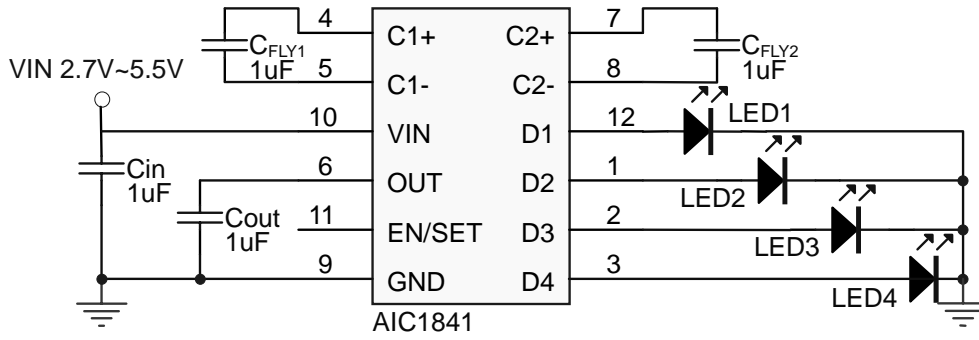 4
C1+
C2+
7
CFLY1
1uF
CFLY2
1uF
VIN 2.7V~5.5V
5
C1-
C2-
8
LED1
10
VIN
D1
12
Cin
1uF
6
OUT
D2
1
LED2
Cout
1uF
11
EN/SET
D3
2
LED3
9
GND
D4
3
LED4
AIC1841